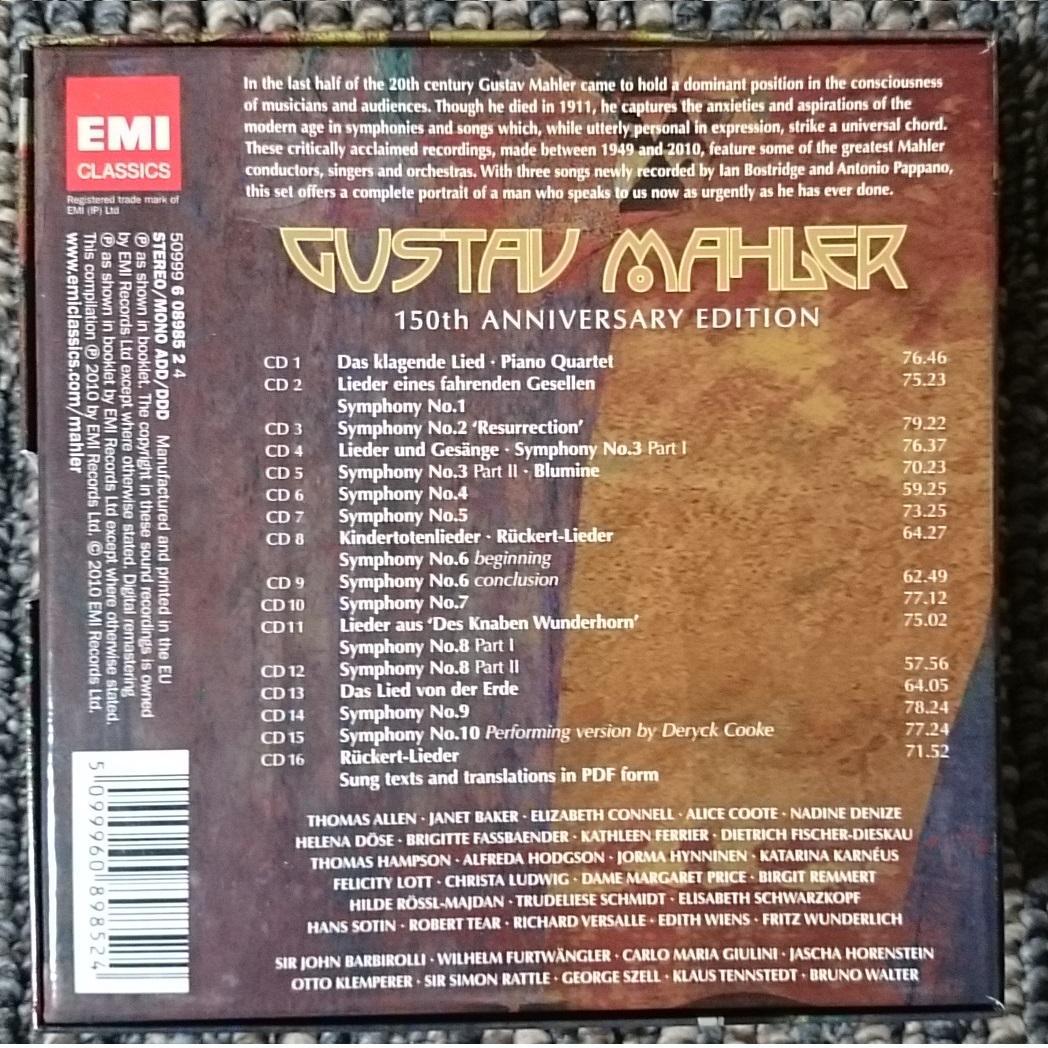 In the last half of the 20th century Gustav Mahler came to hold a dominant position in the consciousness
of musicians and audiences. Though he died in 1911, he captures the anxieties and aspirations of the
modern age in symphonies and songs which, while utterly personal in expression, strike a universal chord.
These critically acclaimed recordings, made between 1949 and 2010, feature some of the greatest Mahler
conductors, singers and orchestras. With three songs newly recorded by Ian Bostridge and Antonio Pappano,
this set offers a complete portrait of a man who speaks to us now as urgently as he has ever done.
EMI
CLASSICS
Registered trade mark of
EMI (IP) Ltd
50999 6 08985 2 4
STEREO/MONO ADD/DDD Manufactured and printed in the EU
℗ as shown in booklet. The copyright in these sound recordings is owned
by EMI Records Ltd except where otherwise stated. Digital remastering
℗ as shown in booklet by EMI Records Ltd except where otherwise stated.
This compilation ℗ 2010 by EMI Records Ltd. © 2010 EMI Records Ltd.
www.emiclassics.com/mahler
GUSTAV MAHLER
150th ANNIVERSARY EDITION
CD 1 Das klagende Lied · Piano Quartet 76.46
CD 2 Lieder eines fahrenden Gesellen 75.23
Symphony No.1
CD 3 Symphony No.2 ‘Resurrection’ 79.22
CD 4 Lieder und Gesänge · Symphony No.3 Part I 76.37
CD 5 Symphony No.3 Part II · Blumine 70.23
CD 6 Symphony No.4 59.25
CD 7 Symphony No.5 73.25
CD 8 Kindertotenlieder · Rückert-Lieder 64.27
Symphony No.6 beginning
CD 9 Symphony No.6 conclusion 62.49
CD 10 Symphony No.7 77.12
CD 11 Lieder aus ‘Des Knaben Wunderhorn’ 75.02
Symphony No.8 Part I
CD 12 Symphony No.8 Part II 57.56
CD 13 Das Lied von der Erde 64.05
CD 14 Symphony No.9 78.24
CD 15 Symphony No.10 Performing version by Deryck Cooke 77.24
CD 16 Rückert-Lieder 71.52
Sung texts and translations in PDF form
THOMAS ALLEN · JANET BAKER · ELIZABETH CONNELL · ALICE COOTE · NADINE DENIZE
HELENA DÖSE · BRIGITTE FASSBAENDER · KATHLEEN FERRIER · DIETRICH FISCHER-DIESKAU
THOMAS HAMPSON · ALFREDA HODGSON · JORMA HYNNINEN · KATARINA KARNÉUS
FELICITY LOTT · CHRISTA LUDWIG · DAME MARGARET PRICE · BIRGIT REMMERT
HILDE RÖSSL-MAJDAN · TRUDELIESE SCHMIDT · ELISABETH SCHWARZKOPF
HANS SOTIN · ROBERT TEAR · RICHARD VERSALLE · EDITH WIENS · FRITZ WUNDERLICH
SIR JOHN BARBIROLLI · WILHELM FURTWÄNGLER · CARLO MARIA GIULINI · JASCHA HORENSTEIN
OTTO KLEMPERER · SIR SIMON RATTLE · GEORGE SZELL · KLAUS TENNSTEDT · BRUNO WALTER
5 099960 898524